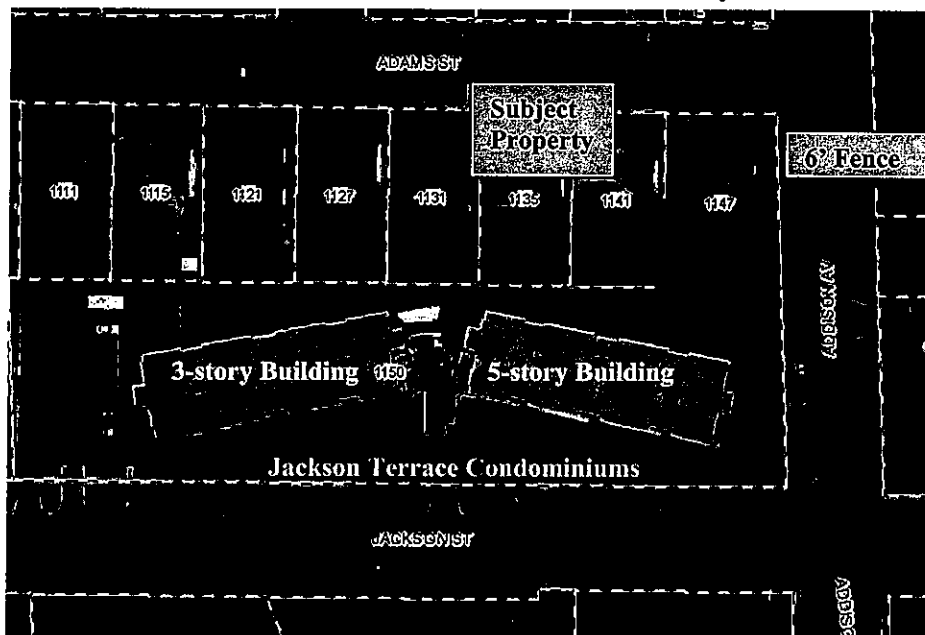 ADAMS ST
Subject
Property
6' Fence
1111
1115
1121
1127
1131
1135
1141
1147
ADDISON AV
3-story Building
1150
5-story Building
Jackson Terrace Condominiums
JACKSON ST